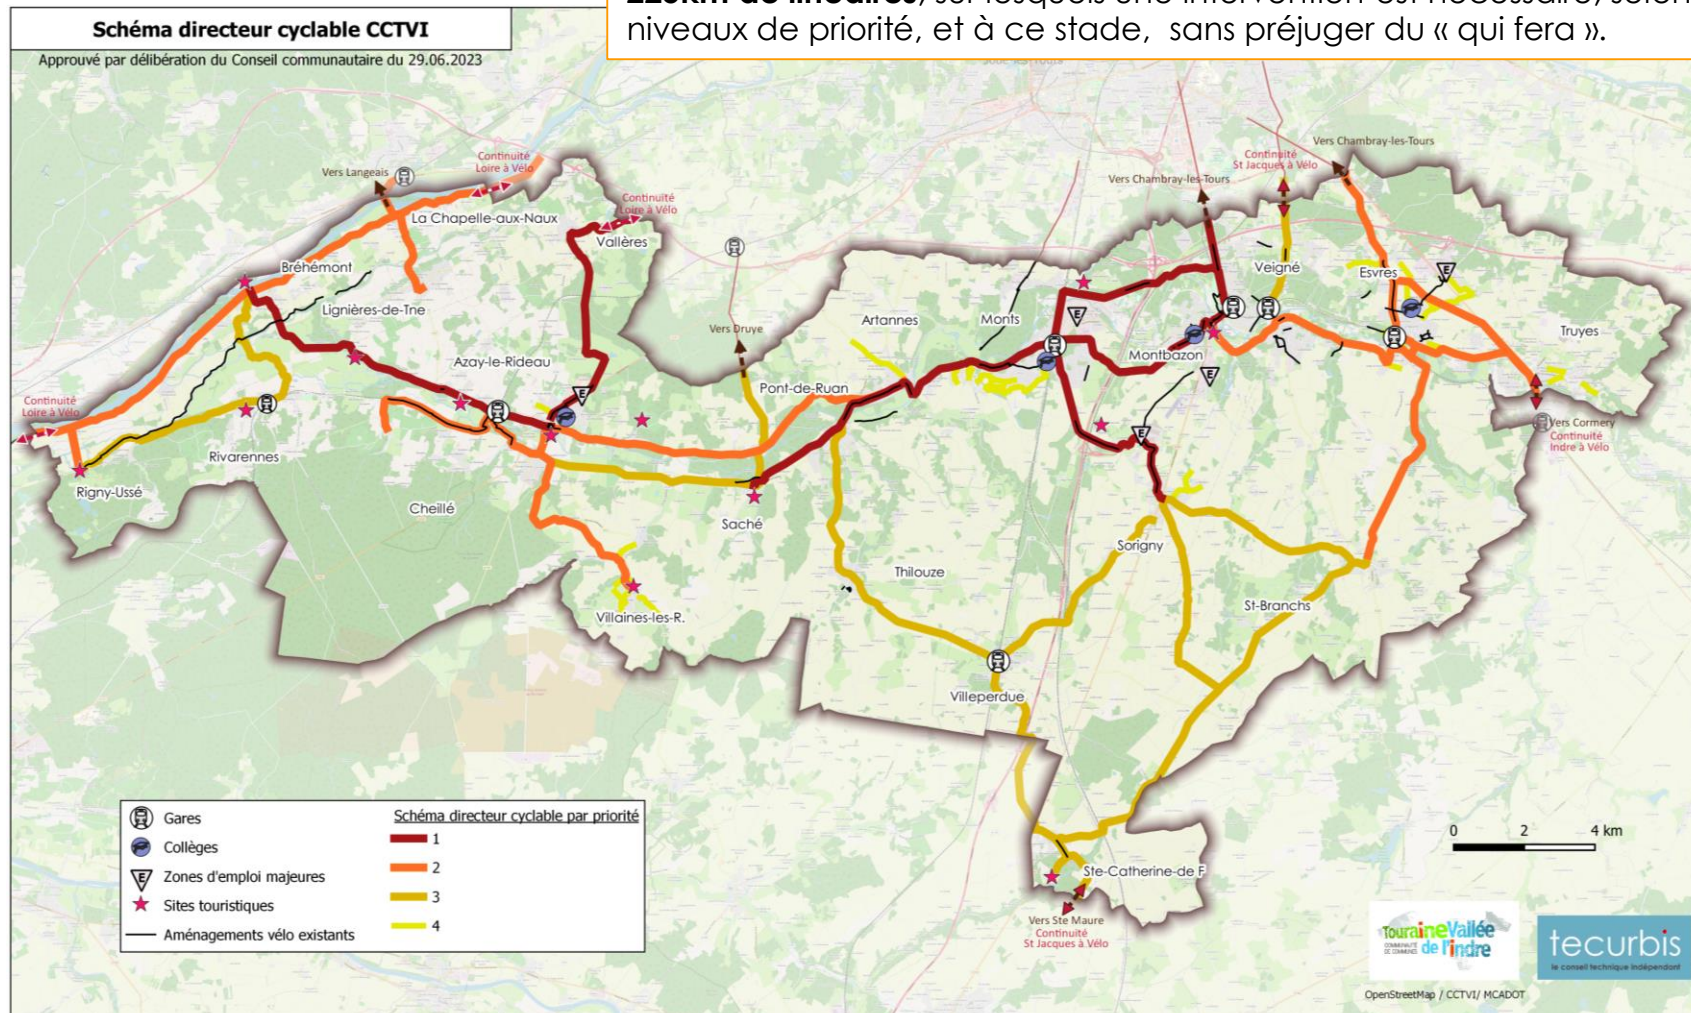 niveaux de priorité, et à ce stade, sans préjuger du « qui fera ».
Schéma directeur cyclable CCTVI
Approuvé par délibération du Conseil communautaire du 29.06.2023
Vers Langeais
Continuité
Loire à Vélo
Continuité
Loire à Vélo
Vers Chambray-les-Tours
Continuité
St Jacques à Vélo
Vers Chambray-les-Tours
La Chapelle-aux-Naux
Vallères
Bréhémont
Lignières-de-Tne
Azay-le-Rideau
Vers Druye
Artannes
Monts
Veigné
Esvres
Truyes
Montbazon
Pont-de-Ruan
Continuité
Loire à Vélo
Rivarennes
Rigny-Ussé
Cheillé
Saché
Vers Cormery
Continuité
Indre à Vélo
Sorigny
Thilouze
St-Branchs
Villaines-les-R.
Villeperdue
Ste-Catherine-de F
Vers Ste Maure
Continuité
St Jacques à Vélo
Gares
Collèges
E Zones d'emploi majeures
Sites touristiques
Aménagements vélo existants
Schéma directeur cyclable par priorité
1
2
3
4
0 2 4 km
Touraine Vallée
COMMUNAUTÉ
DE COMMUNES
de l'Indre
tecurbis
le conseil technique indépendant
OpenStreetMap / CCTVI/ MCADOT